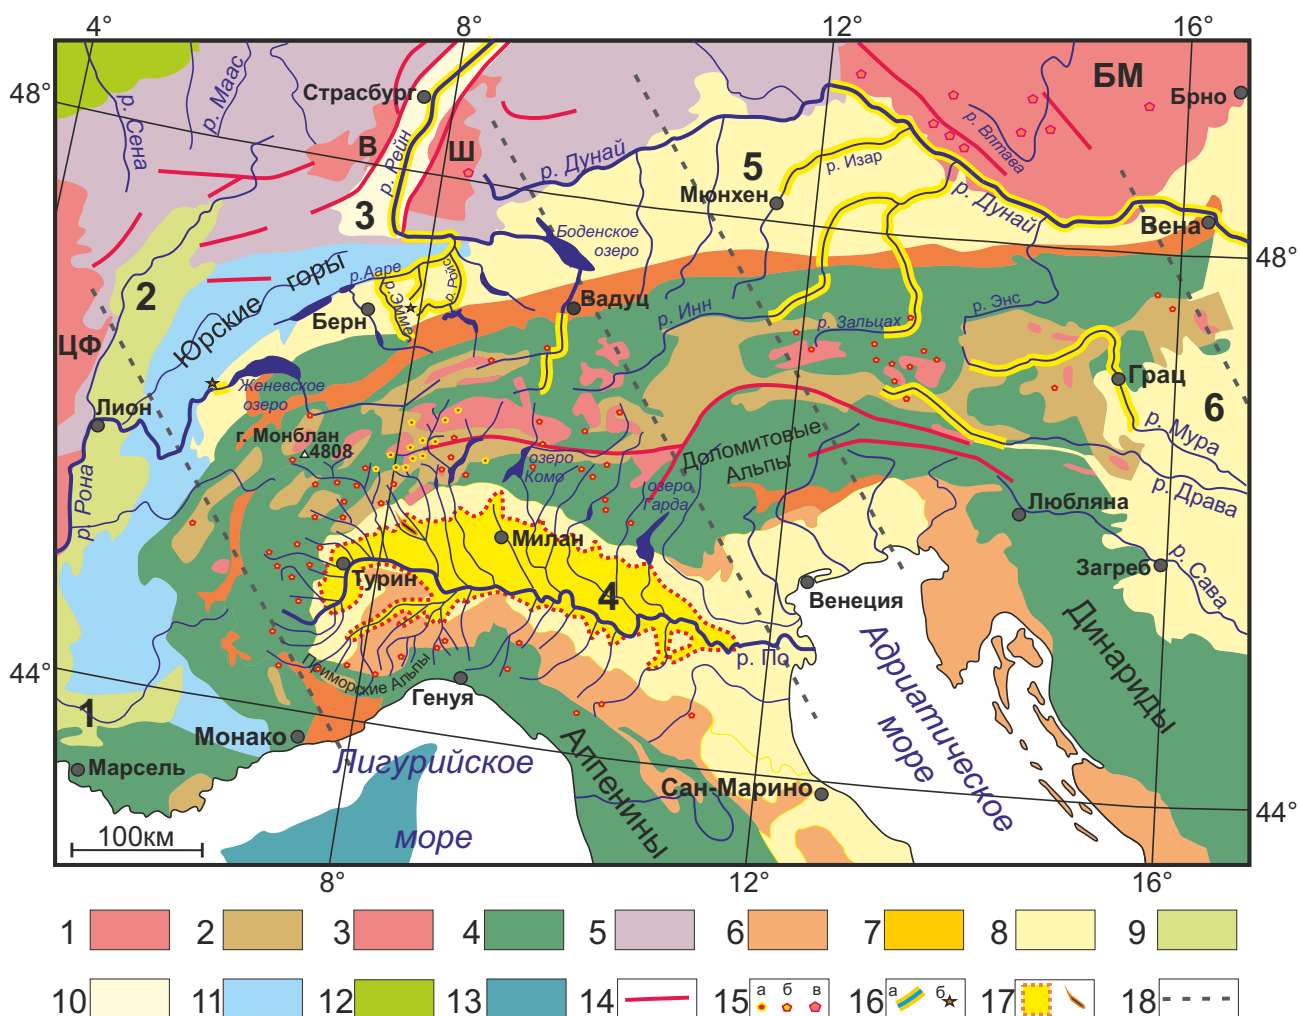 4°
8°
12°
16°
48°
р. Сена
р. Маас
Страсбург
БМ
Брно
В
Ш
р. Рейн
р. Дунай
5
р. Изар
р. Влтава
Мюнхен
р. Дунай
3
Боденское
озеро
Вена
48°
2
Юрские горы
р.Ааре
р.Эмме
р. Ройс
Берн
Вадуц
р. Инн
р. Зальцах
р. Энс
ЦФ
Женевское
озеро
Лион
Грац
6
г. Монблан
4808
р. Мура
Доломитовые
Альпы
озеро
Комо
озеро
Гарда
р. Рона
р. Драва
Любляна
Милан
Турин
4
Загреб
р. Сава
Венеция
Динариды
р. По
Адриатическое
море
Приморские Альпы
44°
1
Генуя
Монако
Марсель
Лигурийское
море
Аппенины
Сан-Марино
44°
100км
8°
12°
16°
1
2
3
4
5
6
7
8
9
10
11
12
13
14
15
а
б
в
16
а
б
17
18